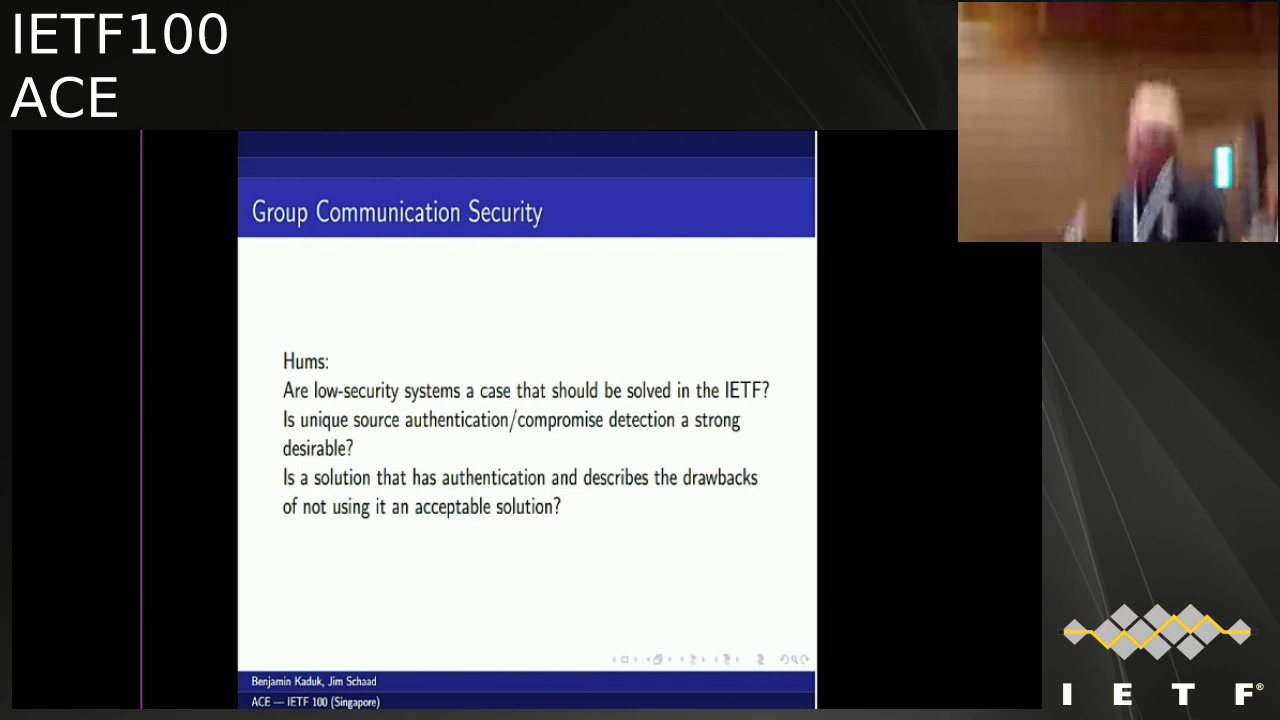 IETF100
ACE
Group Communication Security
Hums:
Are low-security systems a case that should be solved in the IETF?
Is unique source authentication/compromise detection a strong
desirable?
Is a solution that has authentication and describes the drawbacks
of not using it an acceptable solution?
Benjamin Kaduk, Jim Schaad
ACE — IETF 100 (Singapore)
I E T F®